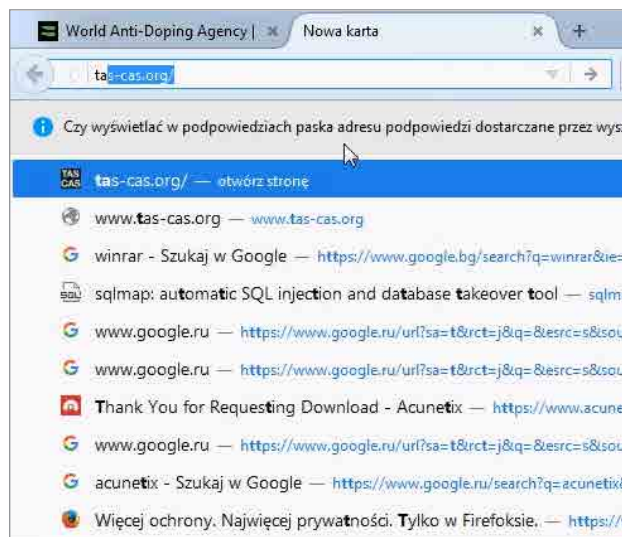 World Anti-Doping Agency |
Nowa karta
tas-cas.org/
Czy wyświetlać w podpowiedziach paska adresu podpowiedzi dostarczane przez wys
TAS CAS tas-cas.org/ — otwórz stronę
www.tas-cas.org — www.tas-cas.org
winrar - Szukaj w Google — https://www.google.bg/search?q=winrar&ie=
SQL sqlmap: automatic SQL injection and database takeover tool — sqlm
www.google.ru — https://www.google.ru/url?sa=t&rct=j&q=&esrc=s&sou
www.google.ru — https://www.google.ru/url?sa=t&rct=j&q=&esrc=s&sou
Thank You for Requesting Download - Acunetix — https://www.acune
www.google.ru — https://www.google.ru/url?sa=t&rct=j&q=&esrc=s&sou
acunetix - Szukaj w Google — https://www.google.ru/search?q=acunetix&
Więcej ochrony. Najwięcej prywatności. Tylko w Firefoksie. — https://